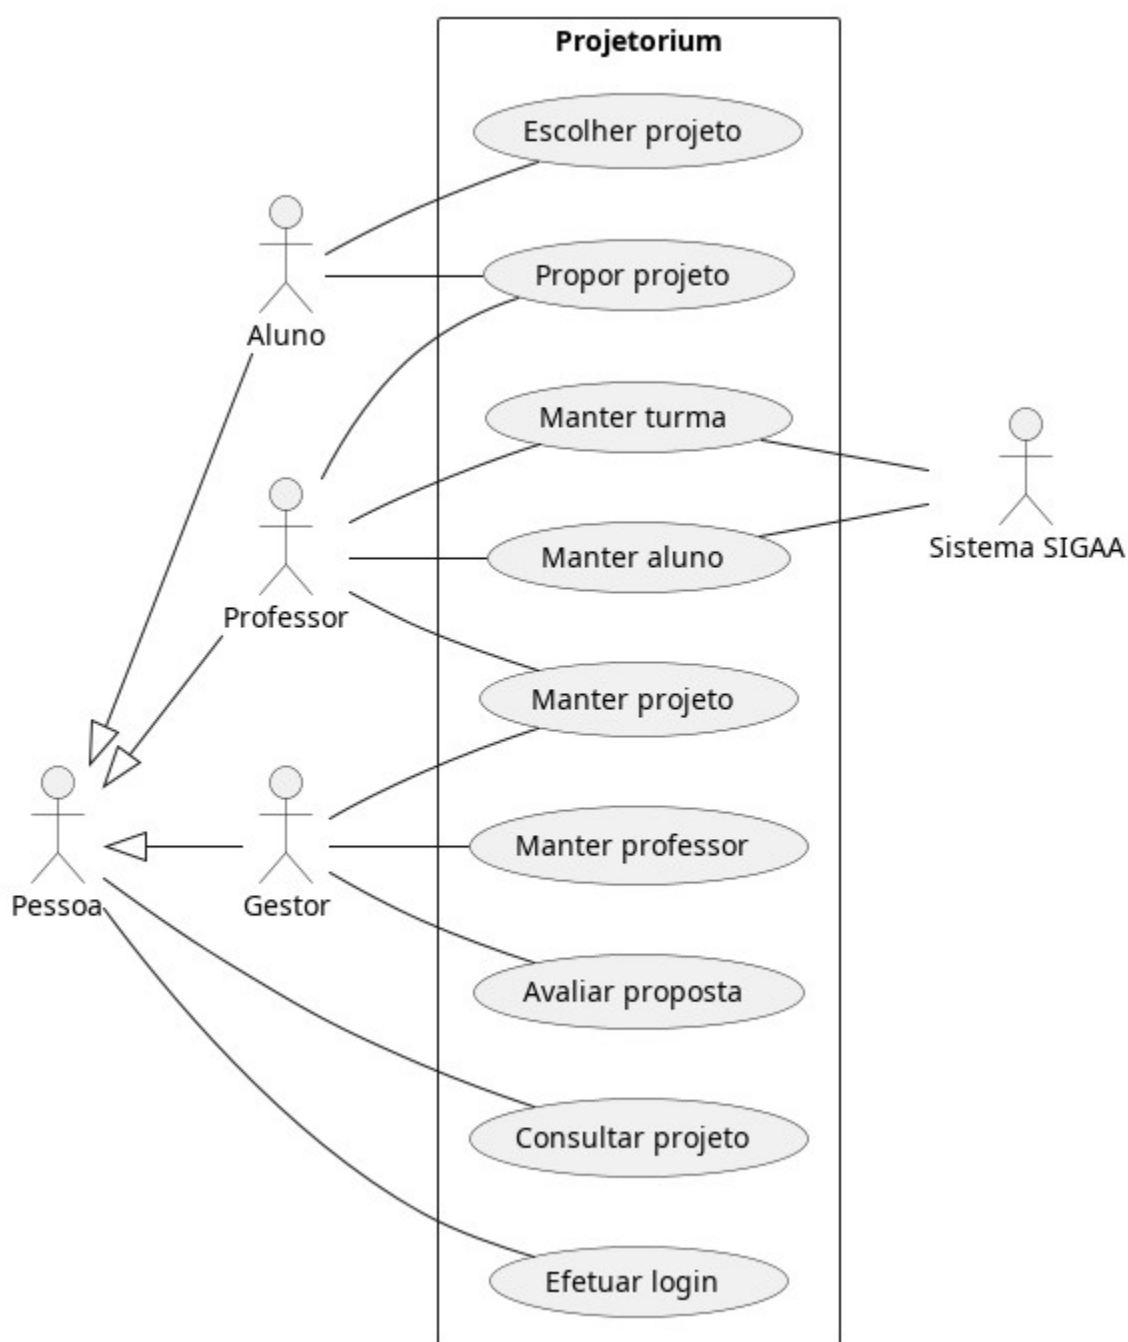 Projetorium
Escolher projeto
Propor projeto
Aluno
Manter turma
Manter aluno
Sistema SIGAA
Professor
Manter projeto
Manter professor
Pessoa
Gestor
Avaliar proposta
Consultar projeto
Efetuar login